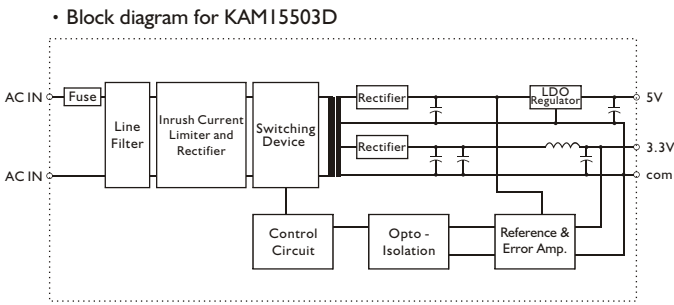 • Block diagram for KAM15503D
AC IN
Fuse
Line
Filter
Inrush Current
Limiter and
Rectifier
Switching
Device
Rectifier
LDO
Regulator
5V
Rectifier
3.3V
AC IN
com
Control
Circuit
Opto -
Isolation
Reference &
Error Amp.